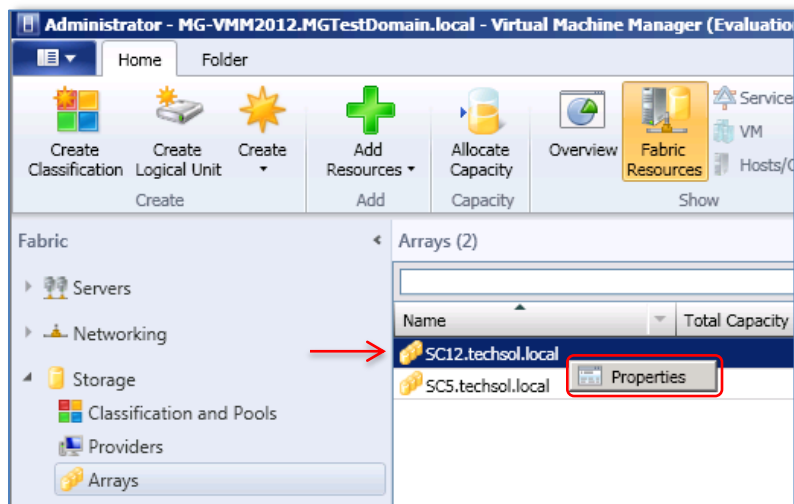 Administrator - MG-VMM2012.MGTestDomain.local - Virtual Machine Manager (Evaluation
Home Folder
Create Classification
Create Logical Unit
Create
Add Resources
Allocate Capacity
Overview
Fabric Resources
Service
VM
Hosts/C
Create Add Capacity Show
Fabric
Arrays (2)
Servers
Networking
Storage
Classification and Pools
Providers
Arrays
Name Total Capacity
SC12.techsol.local
SC5.techsol.local
Properties